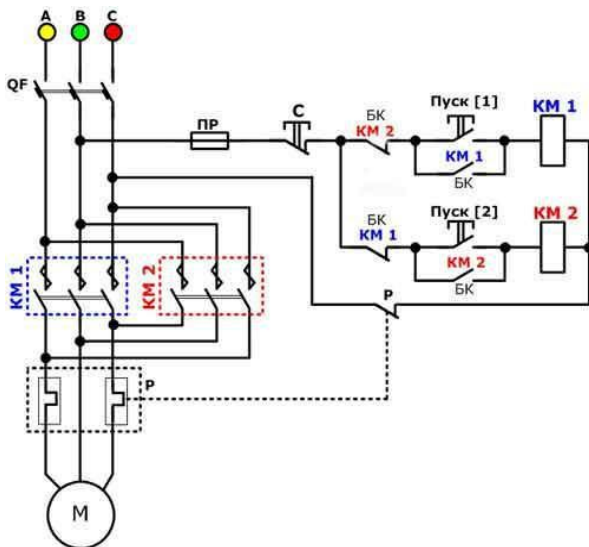 A B C
QF
ПР
С
БК
КМ 2
Пуск [1]
КМ 1
КМ 1
БК
БК
КМ 1
Пуск [2]
КМ 2
КМ 2
БК
КМ 1
КМ 2
Р
Р
М